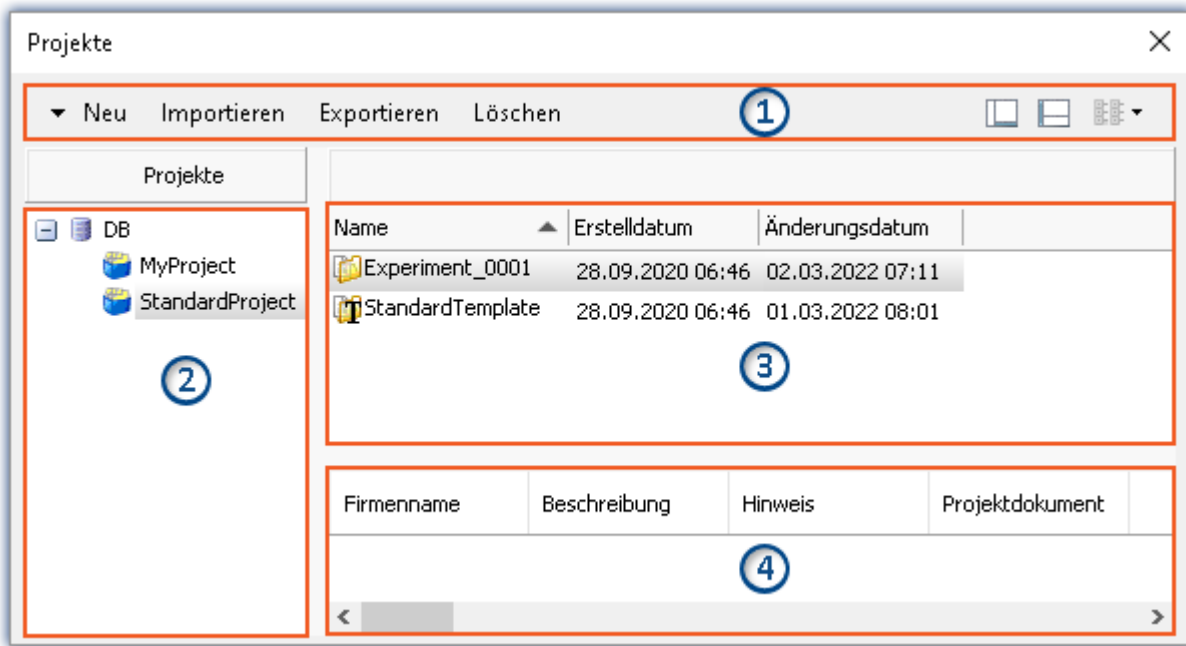 Projekte
Neu Importieren Exportieren Löschen 1
Projekte
DB
MyProject
StandardProject
2
Name Erstelldatum Änderungsdatum
Experiment_0001 28.09.2020 06:46 02.03.2022 07:11
StandardTemplate 28.09.2020 06:46 01.03.2022 08:01
3
Firmenname Beschreibung Hinweis Projektdokument
4